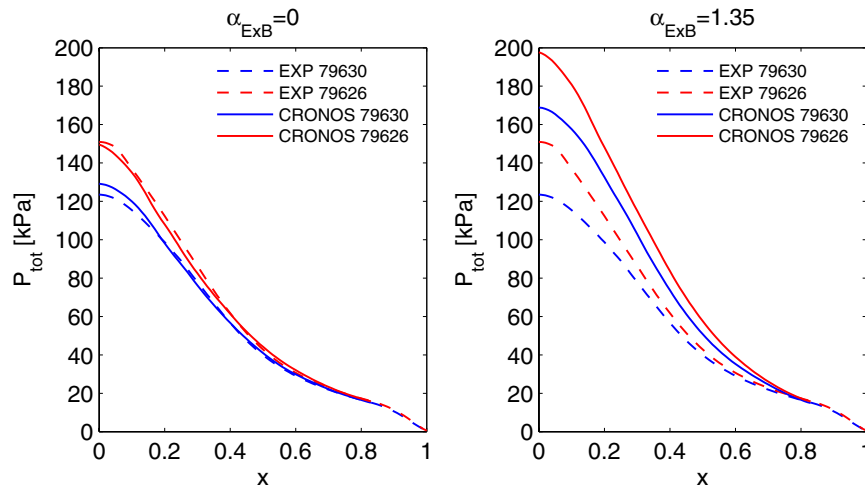 α_ExB=0
200
180
160
140
120
100
80
60
40
20
0
P_tot [kPa]
EXP 79630
EXP 79626
CRONOS 79630
CRONOS 79626
0 0.2 0.4 0.6 0.8 1
x
α_ExB=1.35
200
180
160
140
120
100
80
60
40
20
0
P_tot [kPa]
EXP 79630
EXP 79626
CRONOS 79630
CRONOS 79626
0 0.2 0.4 0.6 0.8 1
x